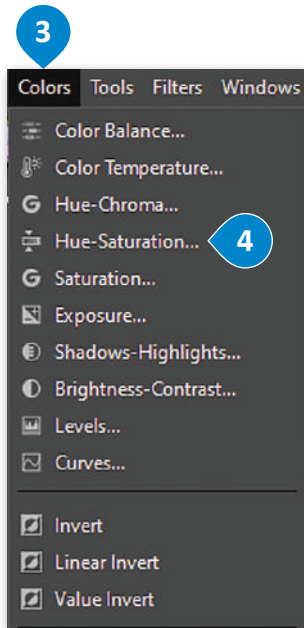 3
Colors Tools Filters Windows
Color Balance...
Color Temperature...
Hue-Chroma...
Hue-Saturation... 4
Saturation...
Exposure...
Shadows-Highlights...
Brightness-Contrast...
Levels...
Curves...
Invert
Linear Invert
Value Invert